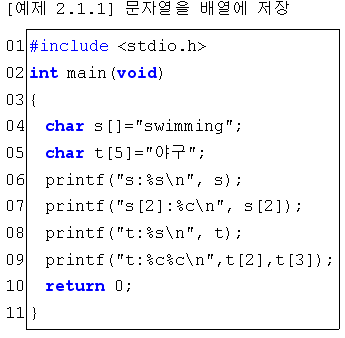 [예제 2.1.1] 문자열을 배열에 저장
01 #include <stdio.h>
02 int main(void)
03 {
04 char s[]="swimming";
05 char t[5]="야구";
06 printf("s:%s\n", s);
07 printf("s[2]:%c\n", s[2]);
08 printf("t:%s\n", t);
09 printf("t:%c%c\n",t[2],t[3]);
10 return 0;
11 }